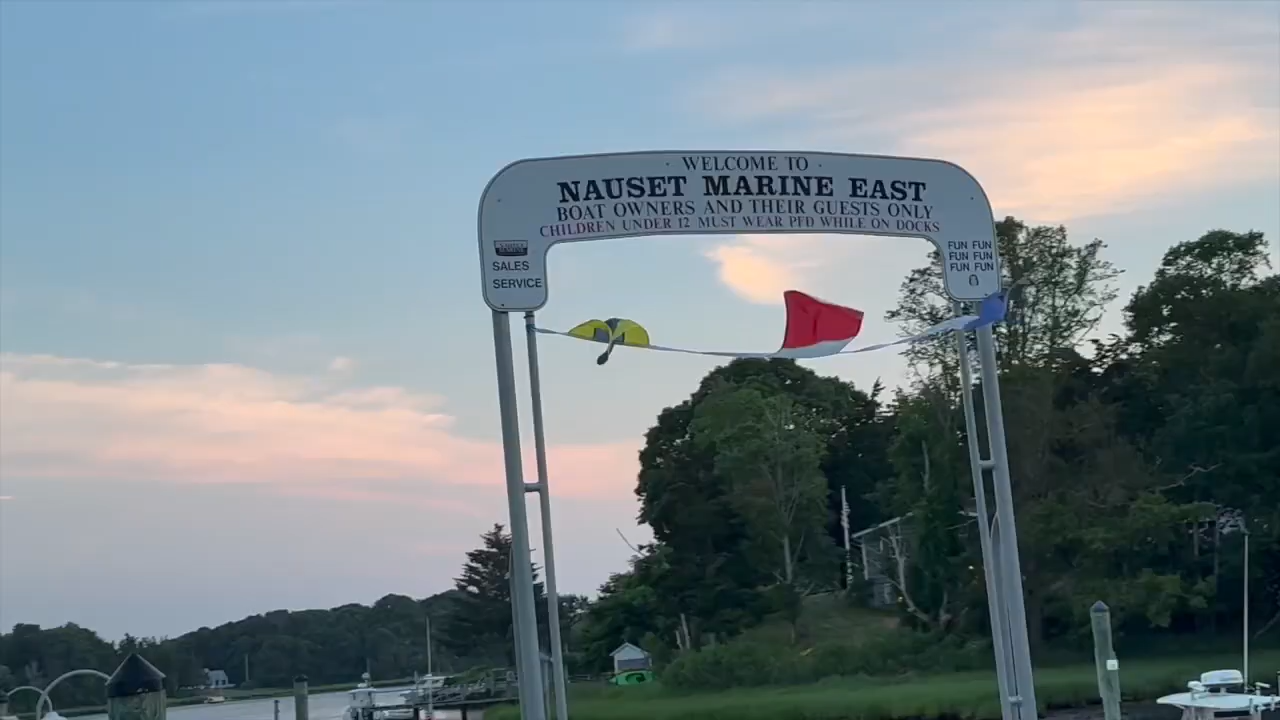 WELCOME TO
NAUSET MARINE EAST
BOAT OWNERS AND THEIR GUESTS ONLY
CHILDREN UNDER 12 MUST WEAR PFD WHILE ON DOCKS
SALES
SERVICE
FUN FUN
FUN FUN
FUN FUN